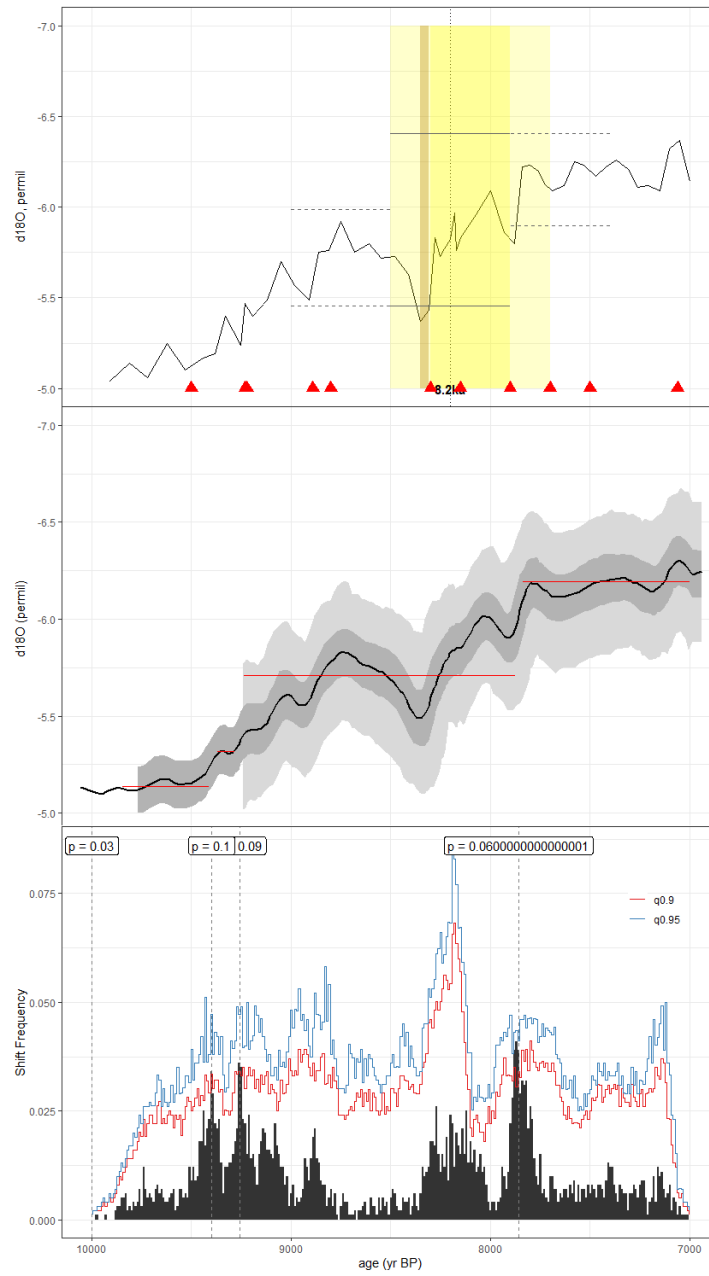 -7.0
-6.5
-6.0
-5.5
-5.0
d18O, permil
8.2ka
-7.0
-6.5
-6.0
-5.5
-5.0
d18O (permil)
p = 0.03
p = 0.1
0.09
p = 0.0600000000000001
0.075
0.050
0.025
0.000
Shift Frequency
q0.9
q0.95
10000
9000
8000
7000
age (yr BP)